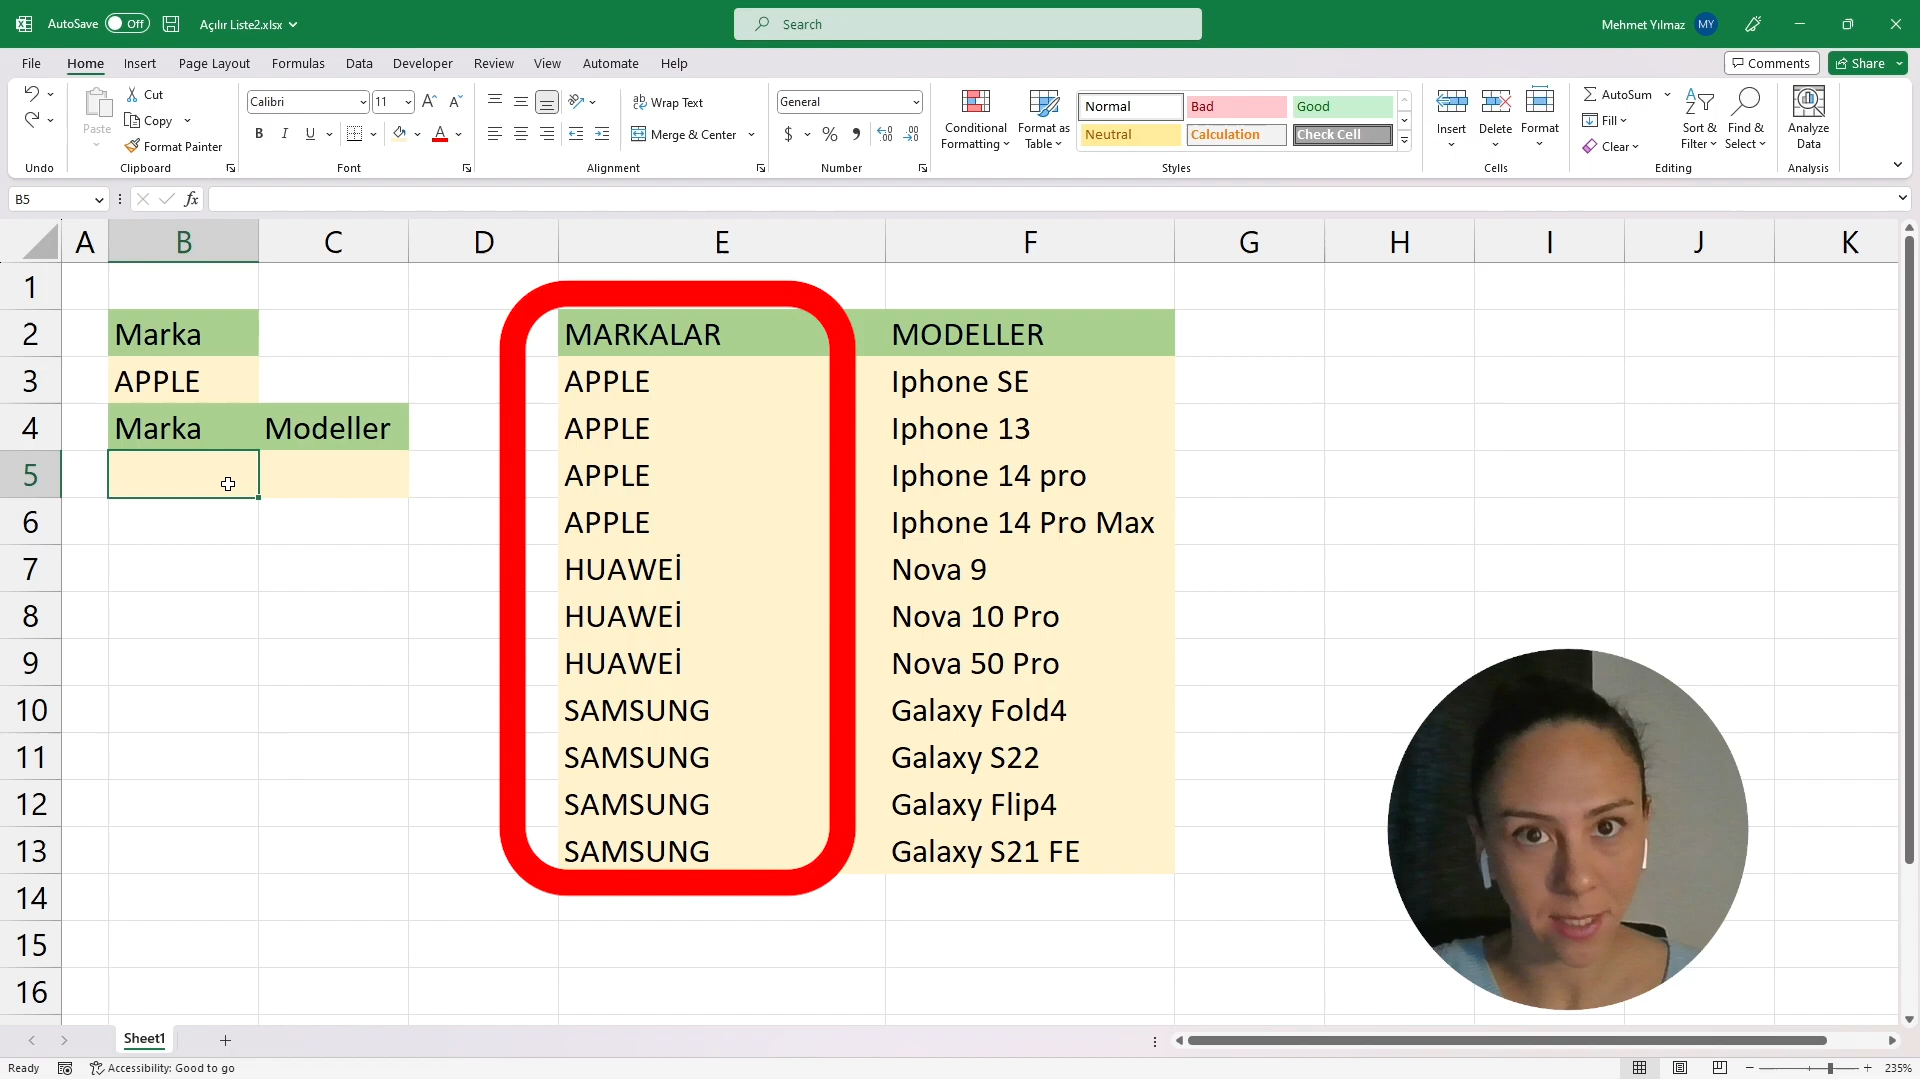 AutoSave Off Açılır Liste2.xlsx Search Mehmet Yılmaz MY
File Home Insert Page Layout Formulas Data Developer Review View Automate Help Comments Share
Cut
Copy
Format Painter
Paste
Undo Clipboard
Calibri 11
B I U A
Font
Wrap Text
Merge & Center
Alignment
General
$ % ,
Number
Conditional Formatting
Format as Table
Normal Bad Good
Neutral Calculation Check Cell
Styles
Insert Delete Format
Cells
AutoSum
Fill
Clear
Sort & Filter
Find & Select
Editing
Analyze Data
Analysis
B5 fx
A B C D E F G H I J K
1
2 Marka MARKALAR MODELLER
3 APPLE APPLE Iphone SE
4 Marka Modeller APPLE Iphone 13
5 APPLE Iphone 14 pro
6 APPLE Iphone 14 Pro Max
7 HUAWEİ Nova 9
8 HUAWEİ Nova 10 Pro
9 HUAWEİ Nova 50 Pro
10 SAMSUNG Galaxy Fold4
11 SAMSUNG Galaxy S22
12 SAMSUNG Galaxy Flip4
13 SAMSUNG Galaxy S21 FE
14
15
16
Sheet1
Ready Accessibility: Good to go 235%